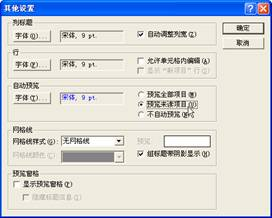 其他设置
列标题
字体(O)...
宋体, 9 pt.
自动调整列宽(Z)
确定
取消
行
字体(N)...
宋体, 9 pt.
允许单元格内编辑(A)
显示“新项目”行(S)
自动预览
字体(T)...
宋体, 9 pt.
预览全部项目(W)
预览未读项目(U)
不自动预览(W)
网格线
网格线样式(G):
无网格线
预览:
网格线颜色(C):
组标题带阴影显示(H)
预览窗格
显示预览窗格(P)
隐藏标题信息(I)